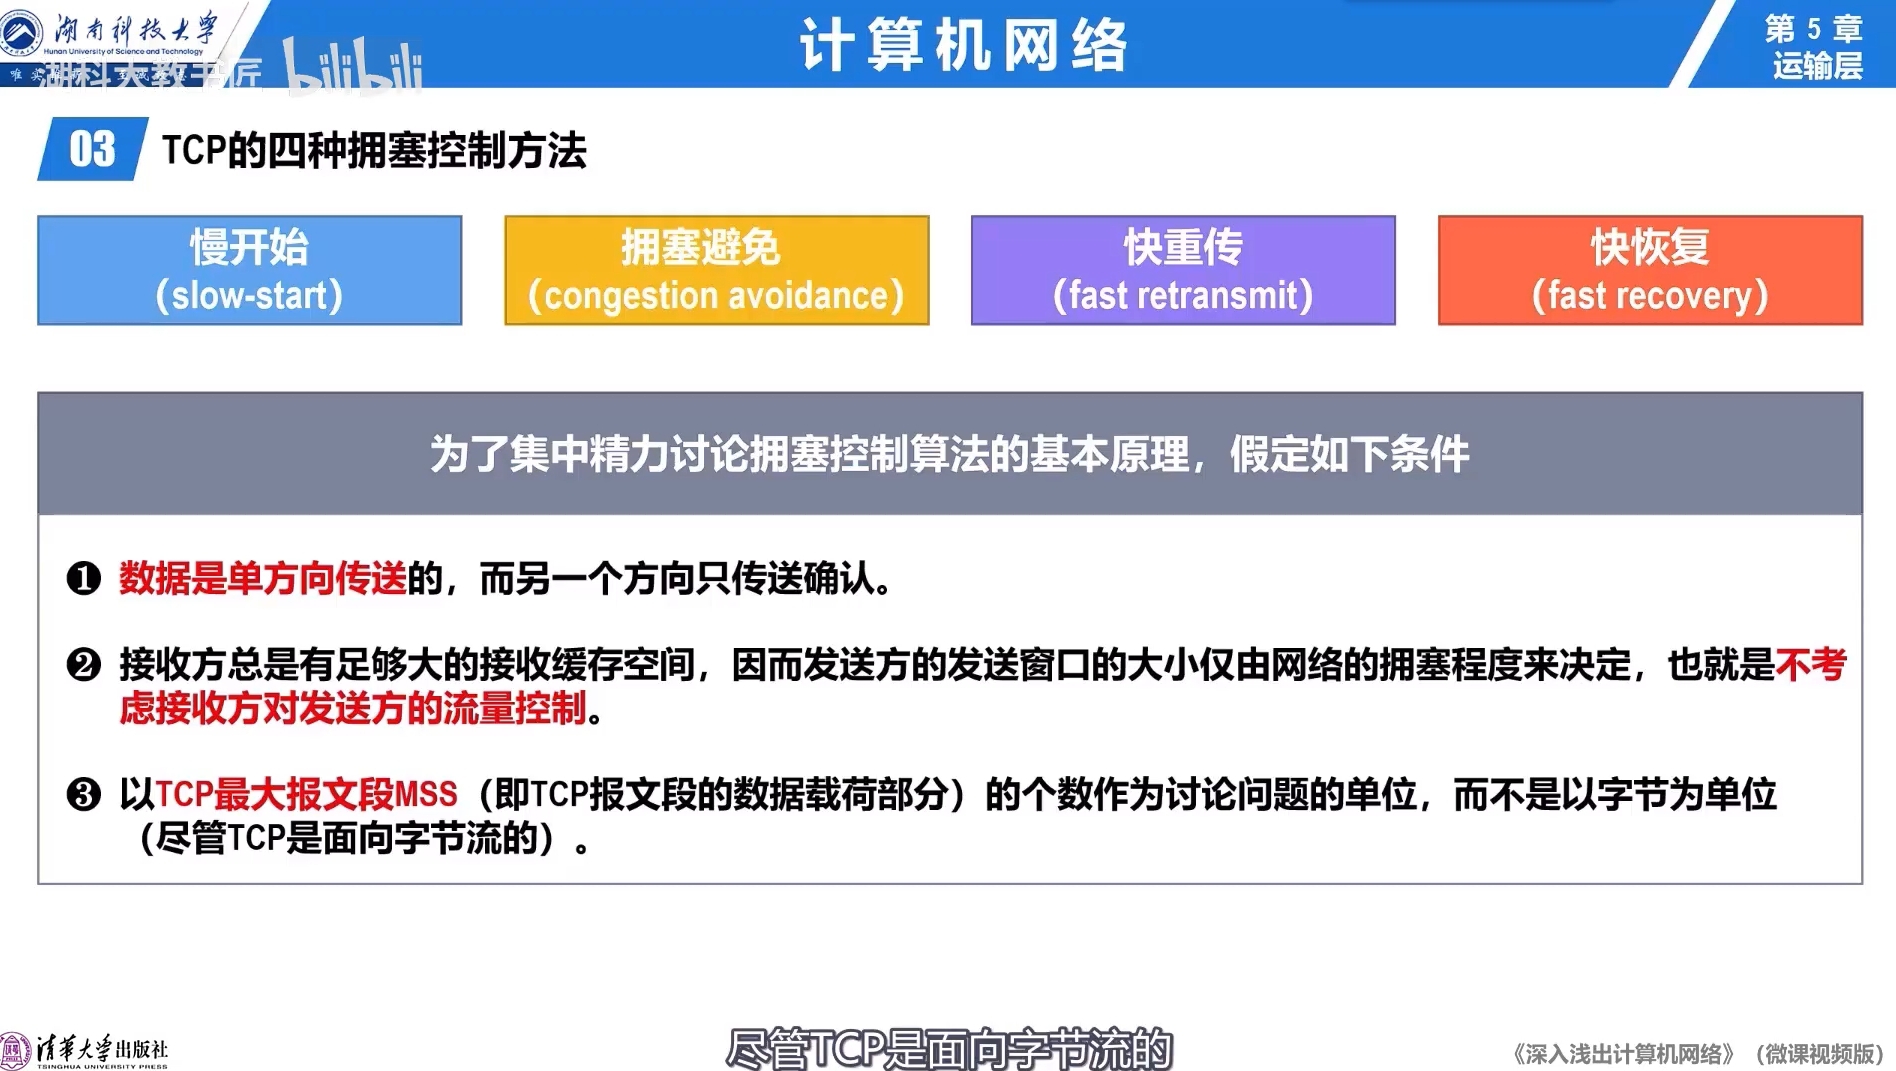 湖南科技大学
Hunan University of Science and Technology
湖科大教书匠 bilibili
计算机网络
第 5 章
运输层
03 TCP的四种拥塞控制方法
慢开始
（slow-start）
拥塞避免
（congestion avoidance）
快重传
（fast retransmit）
快恢复
（fast recovery）
为了集中精力讨论拥塞控制算法的基本原理，假定如下条件
❶ 数据是单方向传送的，而另一个方向只传送确认。
❷ 接收方总是有足够大的接收缓存空间，因而发送方的发送窗口的大小仅由网络的拥塞程度来决定，也就是不考
虑接收方对发送方的流量控制。
❸ 以TCP最大报文段MSS（即TCP报文段的数据载荷部分）的个数作为讨论问题的单位，而不是以字节为单位
（尽管TCP是面向字节流的）。
清华大学出版社
TSINGHUA UNIVERSITY PRESS
尽管TCP是面向字节流的
《深入浅出计算机网络》（微课视频版）